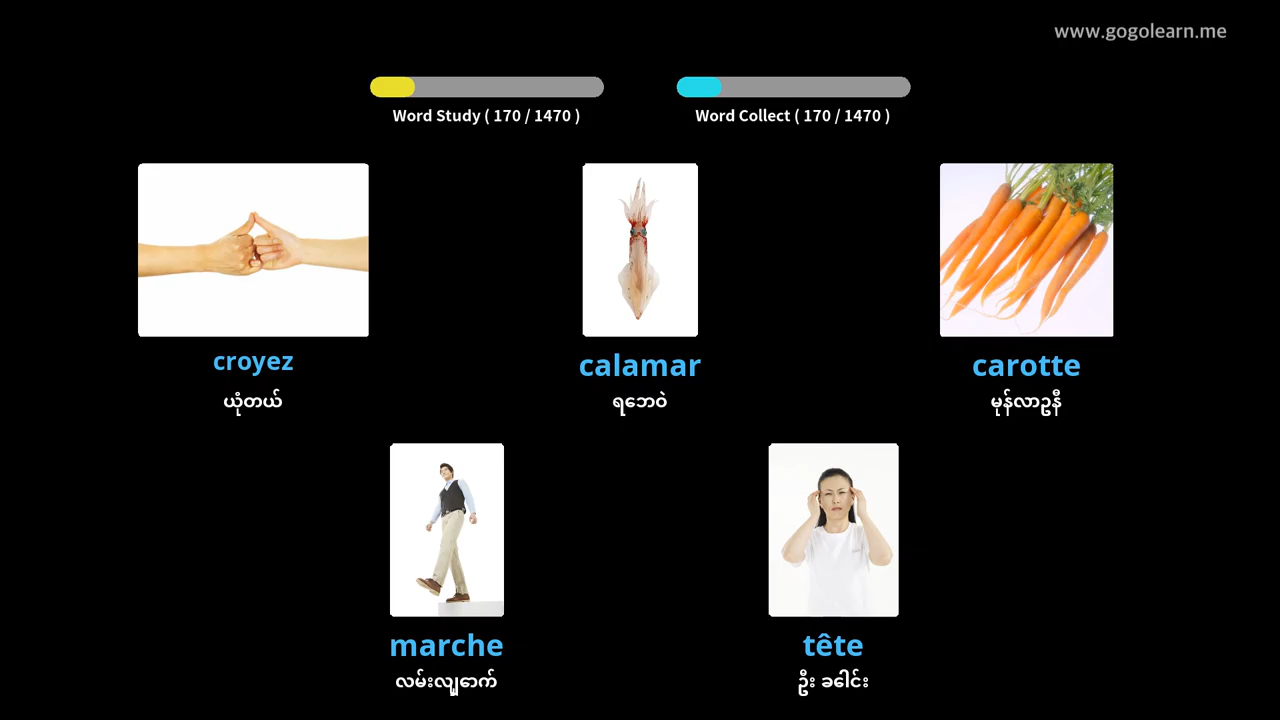 www.gogolearn.me
Word Study ( 170 / 1470 )
Word Collect ( 170 / 1470 )
croyez
ယုံတယ်
calamar
ရဘေဝဲ
carotte
မုန်လာဥနီ
marche
လမ်းလျှောက်
tête
ဦး ခေါင်း